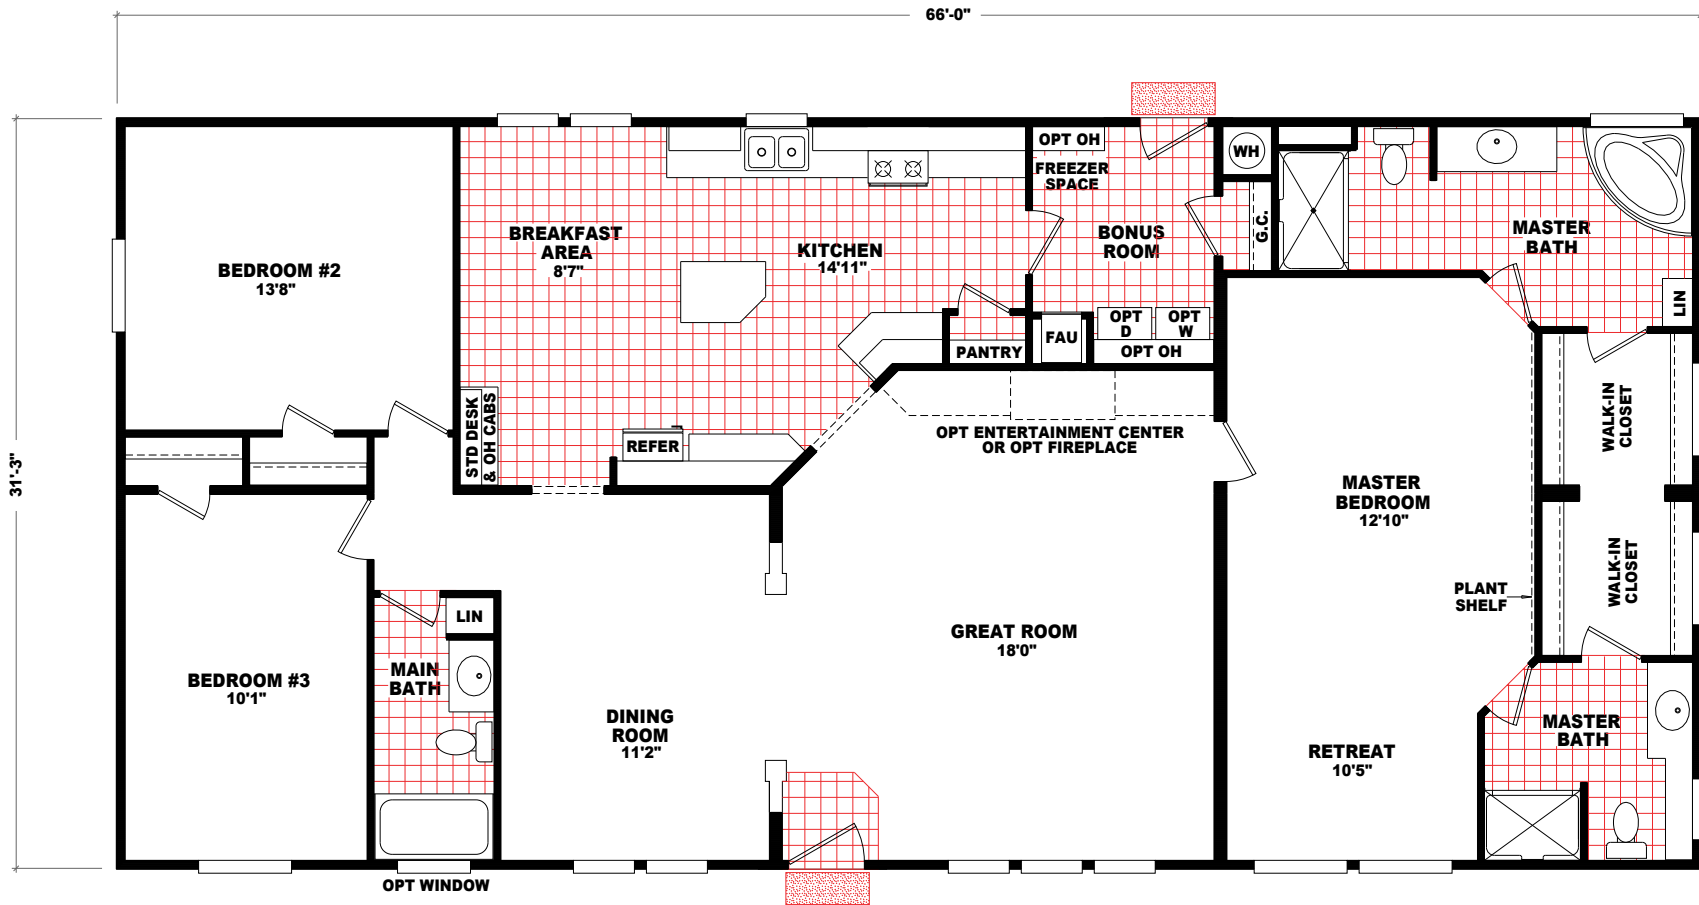 66'-0"
31'-3"
BEDROOM #2
13'8"
BREAKFAST
AREA
8'7"
KITCHEN
14'11"
OPT OH
FREEZER
SPACE
BONUS
ROOM
WH
G.C.
MASTER
BATH
LIN
OPT
D
OPT
W
OPT OH
FAU
PANTRY
STD DESK
& OH CABS
REFER
OPT ENTERTAINMENT CENTER
OR OPT FIREPLACE
MASTER
BEDROOM
12'10"
WALK-IN
CLOSET
WALK-IN
CLOSET
PLANT
SHELF
BEDROOM #3
10'1"
LIN
MAIN
BATH
DINING
ROOM
11'2"
GREAT ROOM
18'0"
RETREAT
10'5"
MASTER
BATH
OPT WINDOW